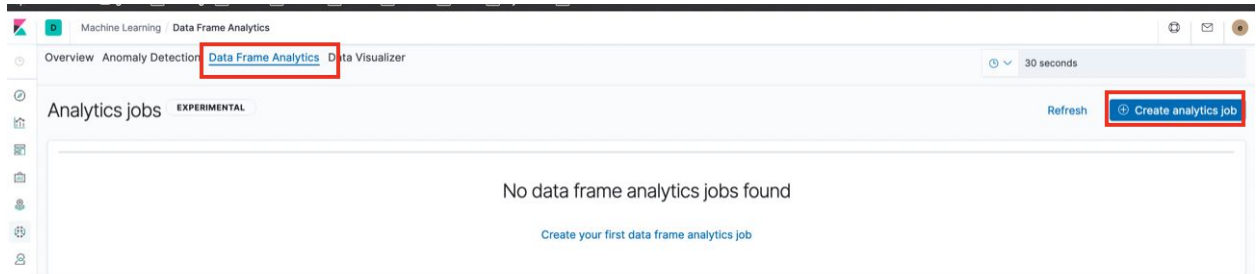 D Machine Learning / Data Frame Analytics e
Overview Anomaly Detection Data Frame Analytics Data Visualizer 30 seconds
Analytics jobs EXPERIMENTAL Refresh Create analytics job
No data frame analytics jobs found
Create your first data frame analytics job